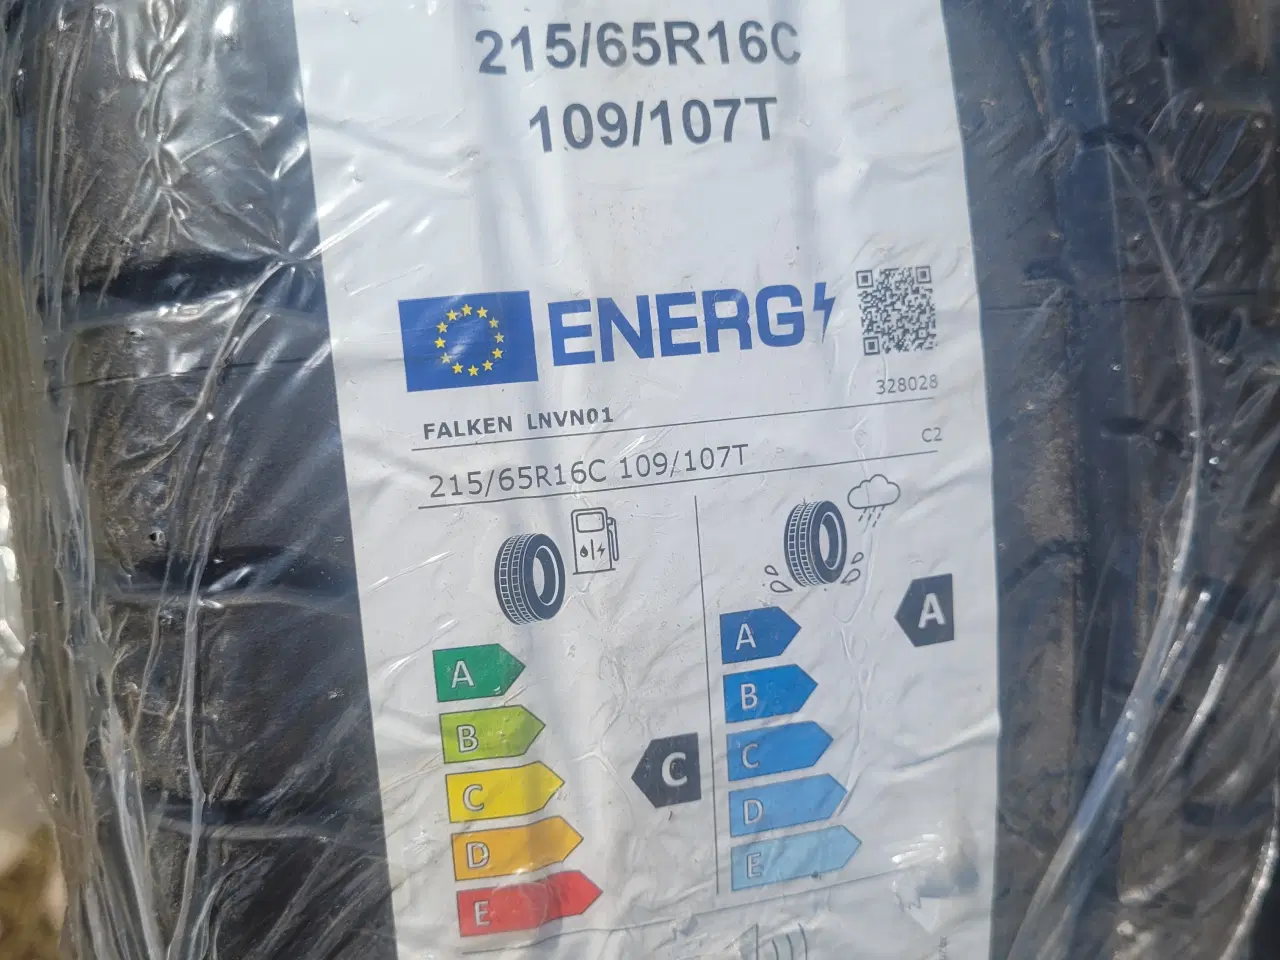 215/65R16C
109/107T
ENERG
328028
FALKEN LNVN01
215/65R16C 109/107T
C2
A
A
B
C
D
E
C
A
B
C
D
E